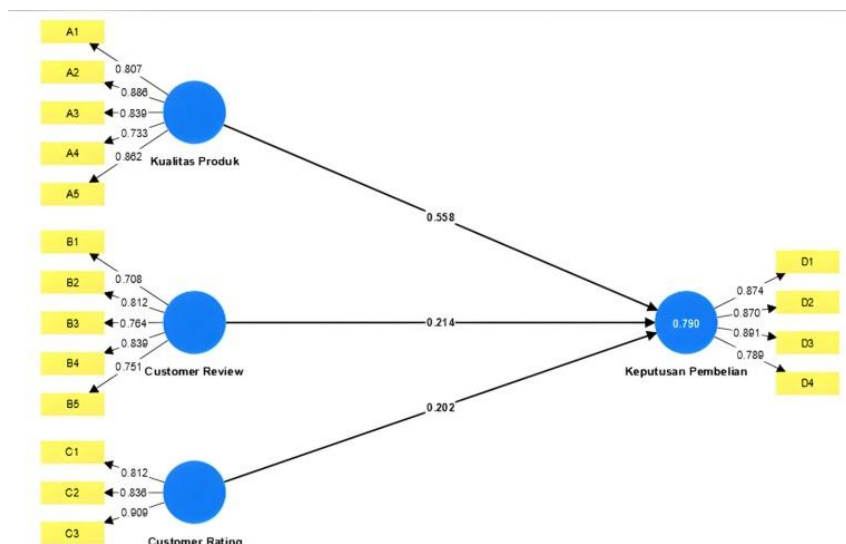 A1
A2
A3
A4
A5
0.807
0.886
0.839
0.733
0.862
Kualitas Produk
0.558
B1
B2
B3
B4
B5
0.708
0.812
0.764
0.839
0.751
Customer Review
0.214
C1
C2
C3
0.812
0.836
0.909
Customer Rating
0.202
0.790
Keputusan Pembelian
0.874
0.870
0.891
0.789
D1
D2
D3
D4